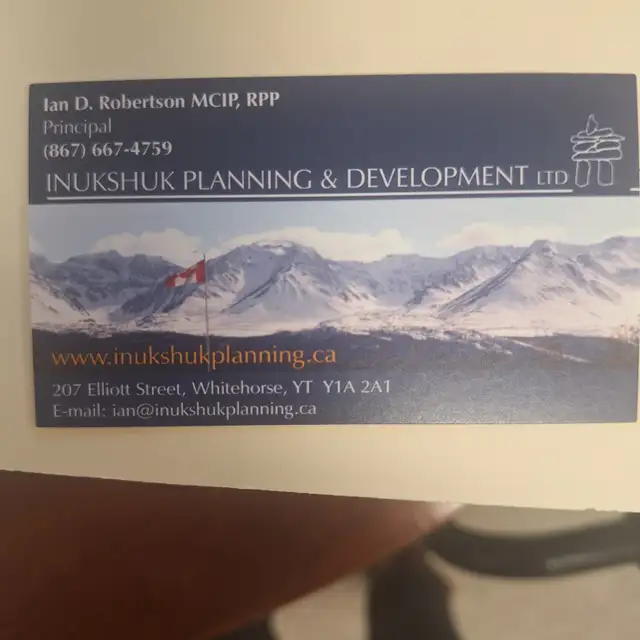 Ian D. Robertson MCIP, RPP
Principal
(867) 667-4759
INUKSHUK PLANNING & DEVELOPMENT LTD
www.inukshukplanning.ca
207 Elliott Street, Whitehorse, YT Y1A 2A1
E-mail: ian@inukshukplanning.ca